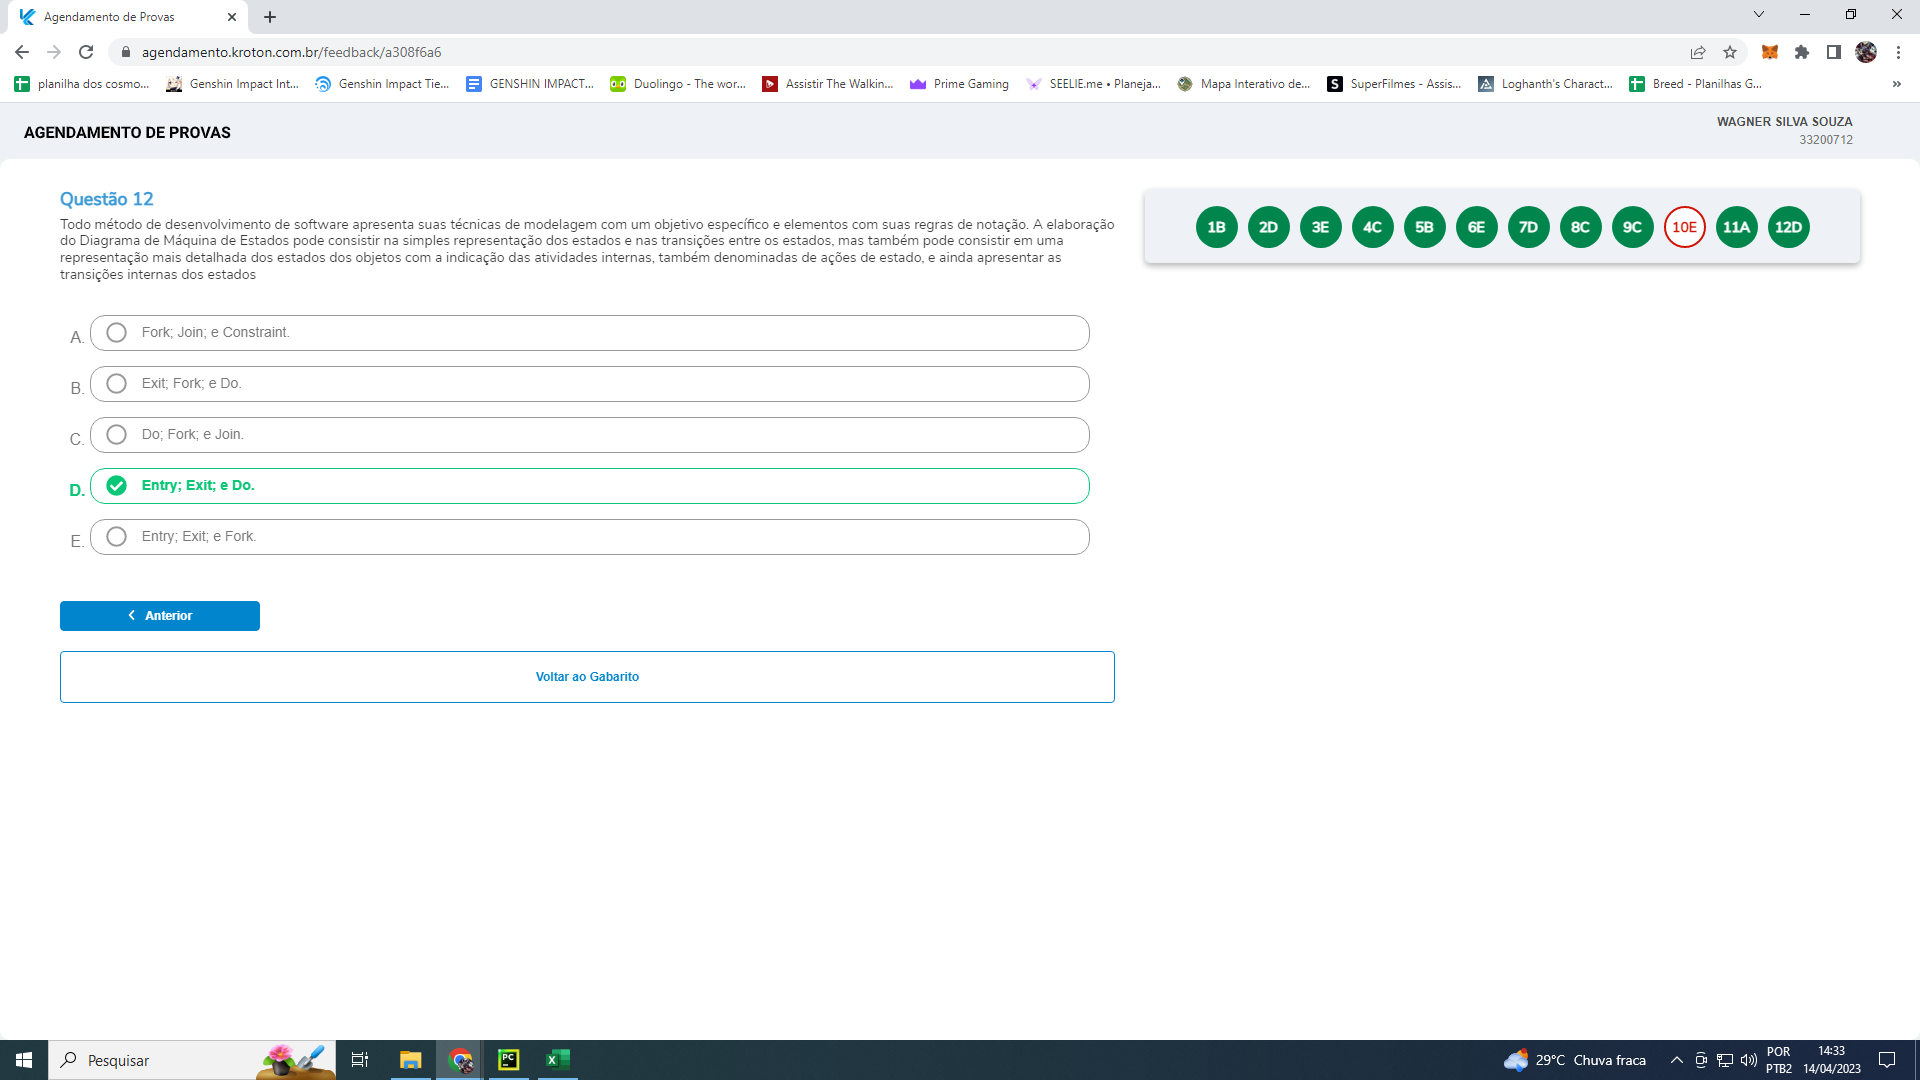 Agendamento de Provas
agendamento.kroton.com.br/feedback/a308f6a6
planilha dos cosmo... Genshin Impact Int... Genshin Impact Tie... GENSHIN IMPACT... Duolingo - The wor... Assistir The Walkin... Prime Gaming SEELIE.me • Planeja... Mapa Interativo de... SuperFilmes - Assis... Loghanth's Charact... Breed - Planilhas G... »
AGENDAMENTO DE PROVAS
WAGNER SILVA SOUZA
33200712
Questão 12
Todo método de desenvolvimento de software apresenta suas técnicas de modelagem com um objetivo específico e elementos com suas regras de notação. A elaboração
do Diagrama de Máquina de Estados pode consistir na simples representação dos estados e nas transições entre os estados, mas também pode consistir em uma
representação mais detalhada dos estados dos objetos com a indicação das atividades internas, também denominadas de ações de estado, e ainda apresentar as
transições internas dos estados
A. Fork; Join; e Constraint.
B. Exit; Fork; e Do.
C. Do; Fork; e Join.
D. Entry; Exit; e Do.
E. Entry; Exit; e Fork.
Anterior
Voltar ao Gabarito
1B 2D 3E 4C 5B 6E 7D 8C 9C 10E 11A 12D
Pesquisar
PC
29°C Chuva fraca
POR
PTB2
14:33
14/04/2023